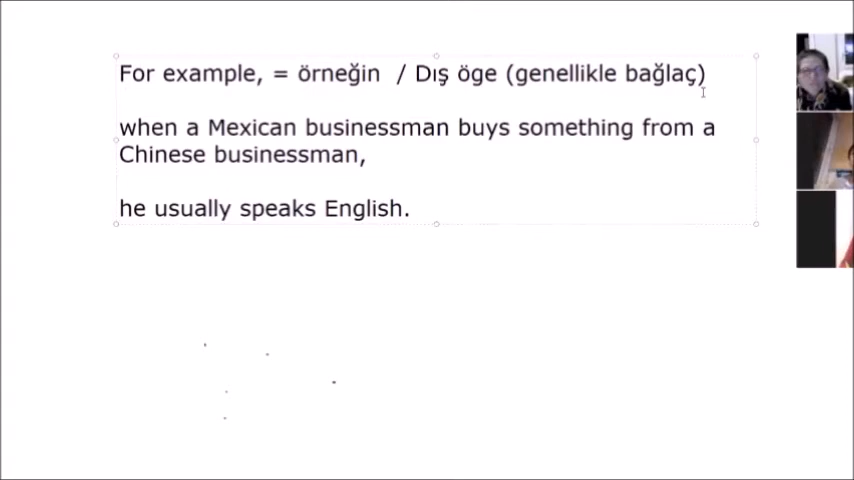 For example, = örneğin / Dış öge (genellikle bağlaç)
when a Mexican businessman buys something from a
Chinese businessman,
he usually speaks English.